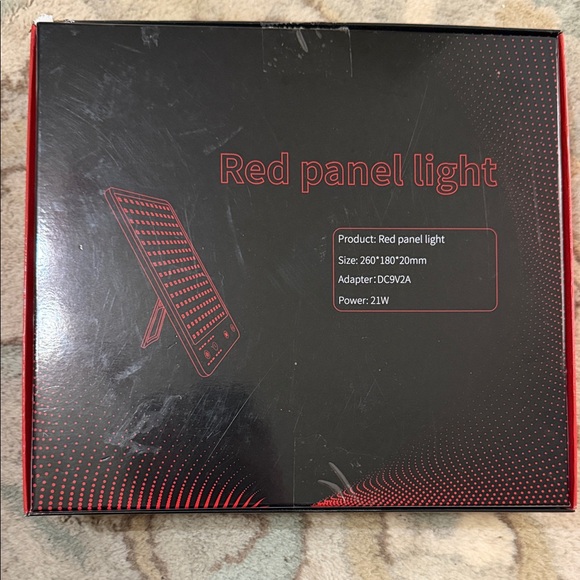 Red panel light
Product: Red panel light
Size: 260*180*20mm
Adapter:DC9V2A
Power: 21W